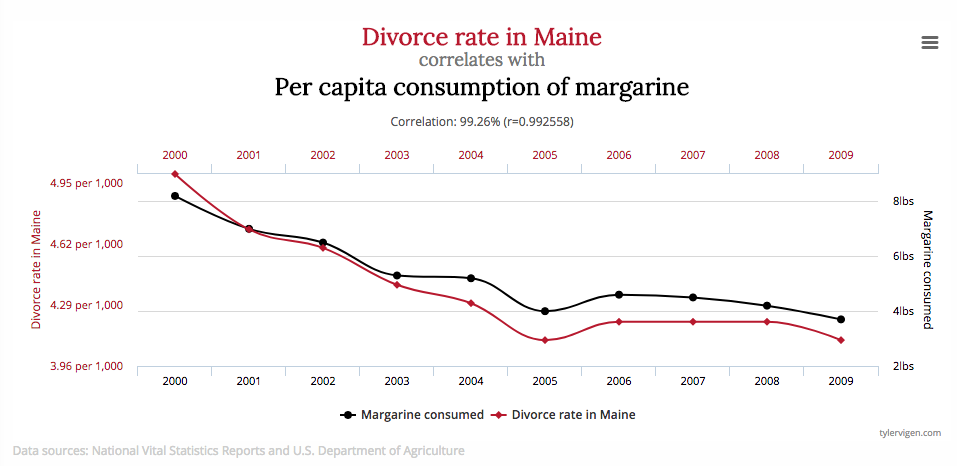 Divorce rate in Maine
correlates with
Per capita consumption of margarine
Correlation: 99.26% (r=0.992558)
2000 2001 2002 2003 2004 2005 2006 2007 2008 2009
Divorce rate in Maine
4.95 per 1,000
4.62 per 1,000
4.29 per 1,000
3.96 per 1,000
8lbs
6lbs
4lbs
2lbs
Margarine consumed
2000 2001 2002 2003 2004 2005 2006 2007 2008 2009
Margarine consumed Divorce rate in Maine
tylervigen.com
Data sources: National Vital Statistics Reports and U.S. Department of Agriculture